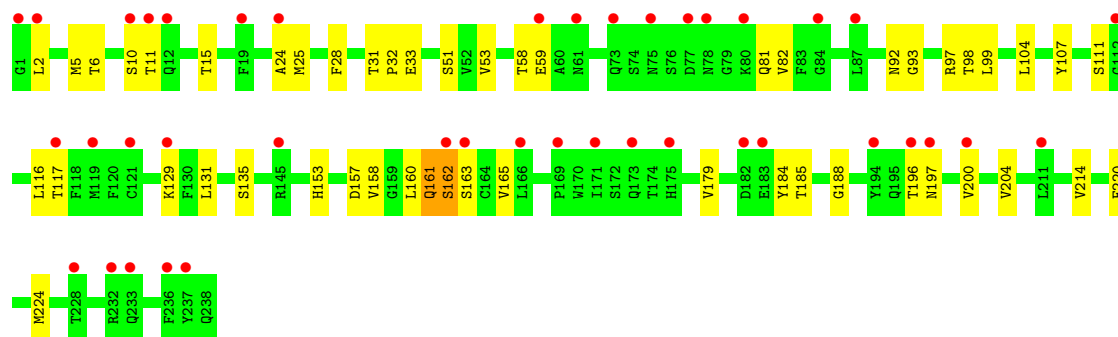 G1 L2 M5 T6 S10 T11 Q12 T15 F19 A24 M25 F28 T31 P32 E33 S51 V52 V53 T58 E59 A60 N61 Q73 S74 N75 S76 D77 N78 G79 K80 Q81 V82 F83 G84 L87 N92 G93 R97 T98 L99 L104 Y107 S111
L116 T117 F118 M119 F120 C121 K129 F130 L131 S135 R145 H153 D157 V158 G159 L160 Q161 S162 S163 C164 V165 L166 P169 W170 I171 S172 Q173 T174 H175 V179 D182 E183 Y184 T185 G188 Y194 Q195 T196 N197 V200 V204 L211 V214
M224 T228 R232 Q233 F236 Y237 Q238